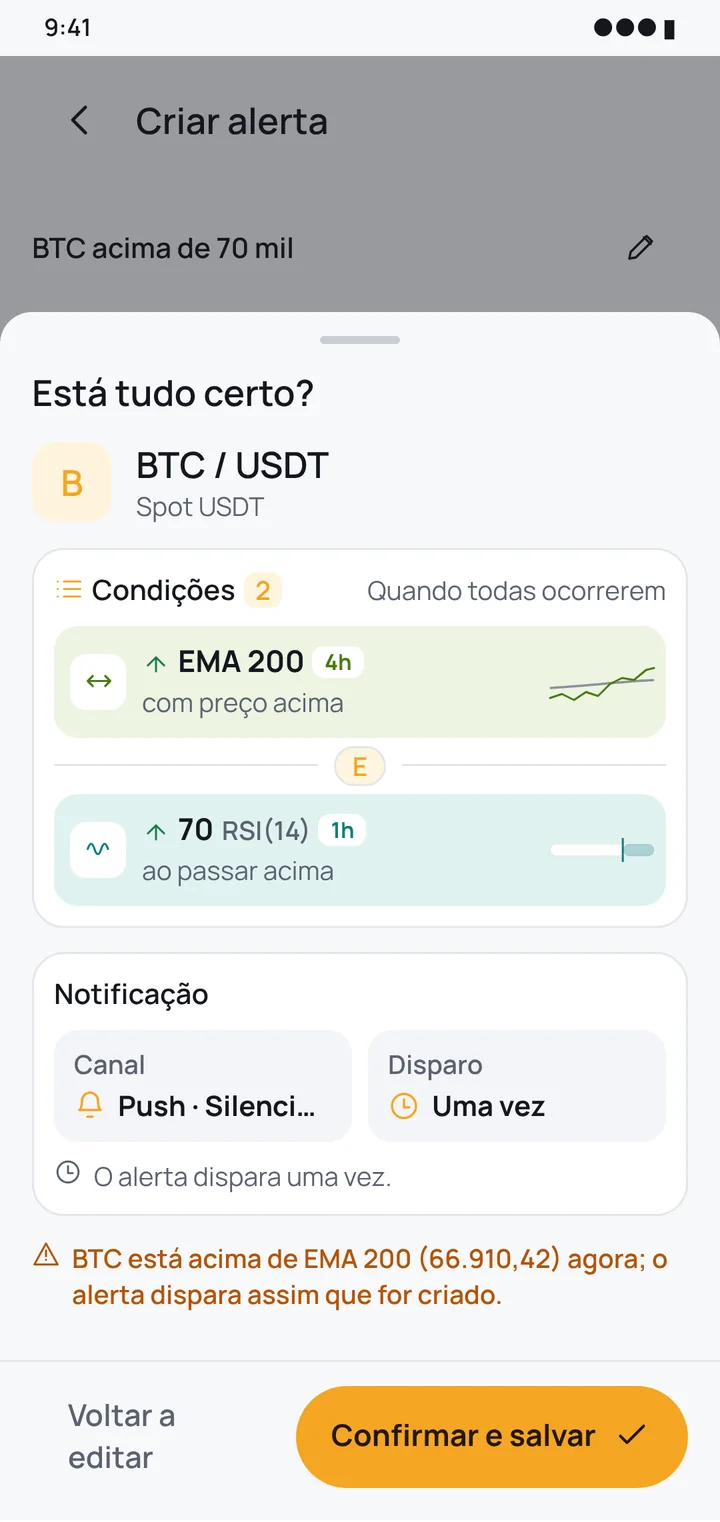 9:41
Criar alerta
BTC acima de 70 mil
Está tudo certo?
B
BTC / USDT
Spot USDT
Condições 2 Quando todas ocorrerem
EMA 200 4h
com preço acima
E
70 RSI(14) 1h
ao passar acima
Notificação
Canal
Push · Silenci...
Disparo
Uma vez
O alerta dispara uma vez.
BTC está acima de EMA 200 (66.910,42) agora; o
alerta dispara assim que for criado.
Voltar a
editar
Confirmar e salvar